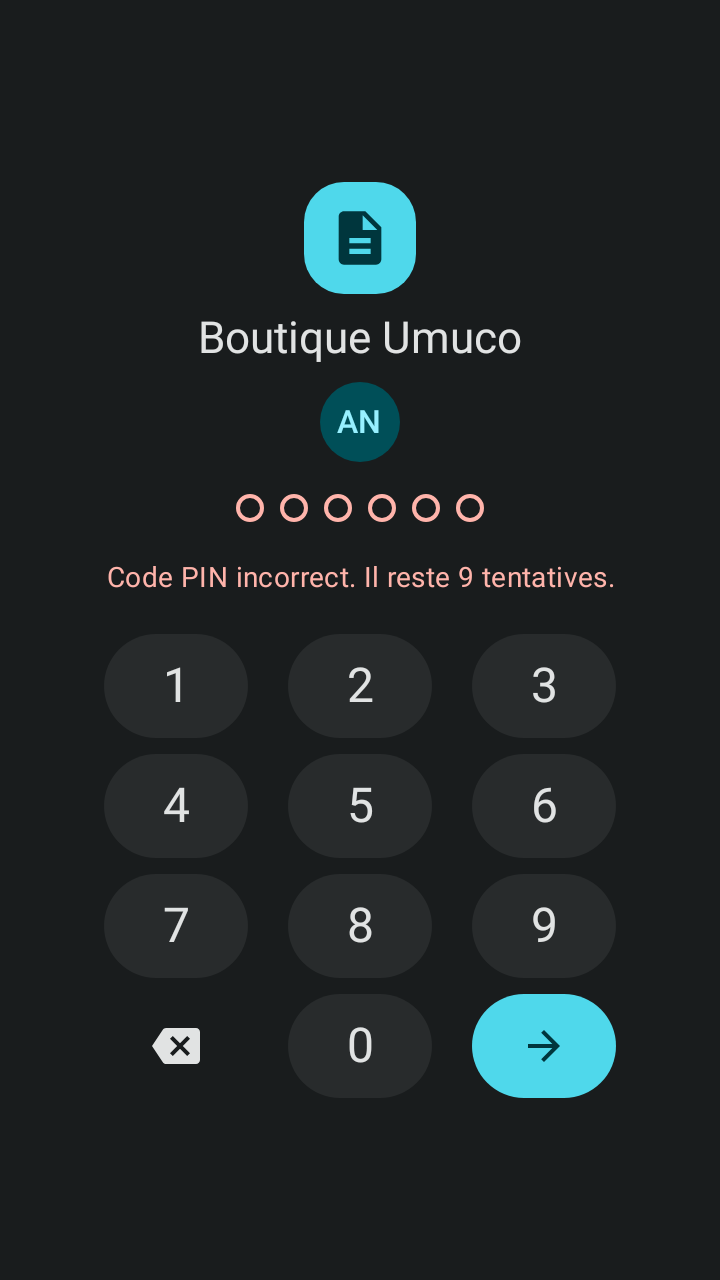 Boutique Umuco
AN
Code PIN incorrect. Il reste 9 tentatives.
1 2 3
4 5 6
7 8 9
0